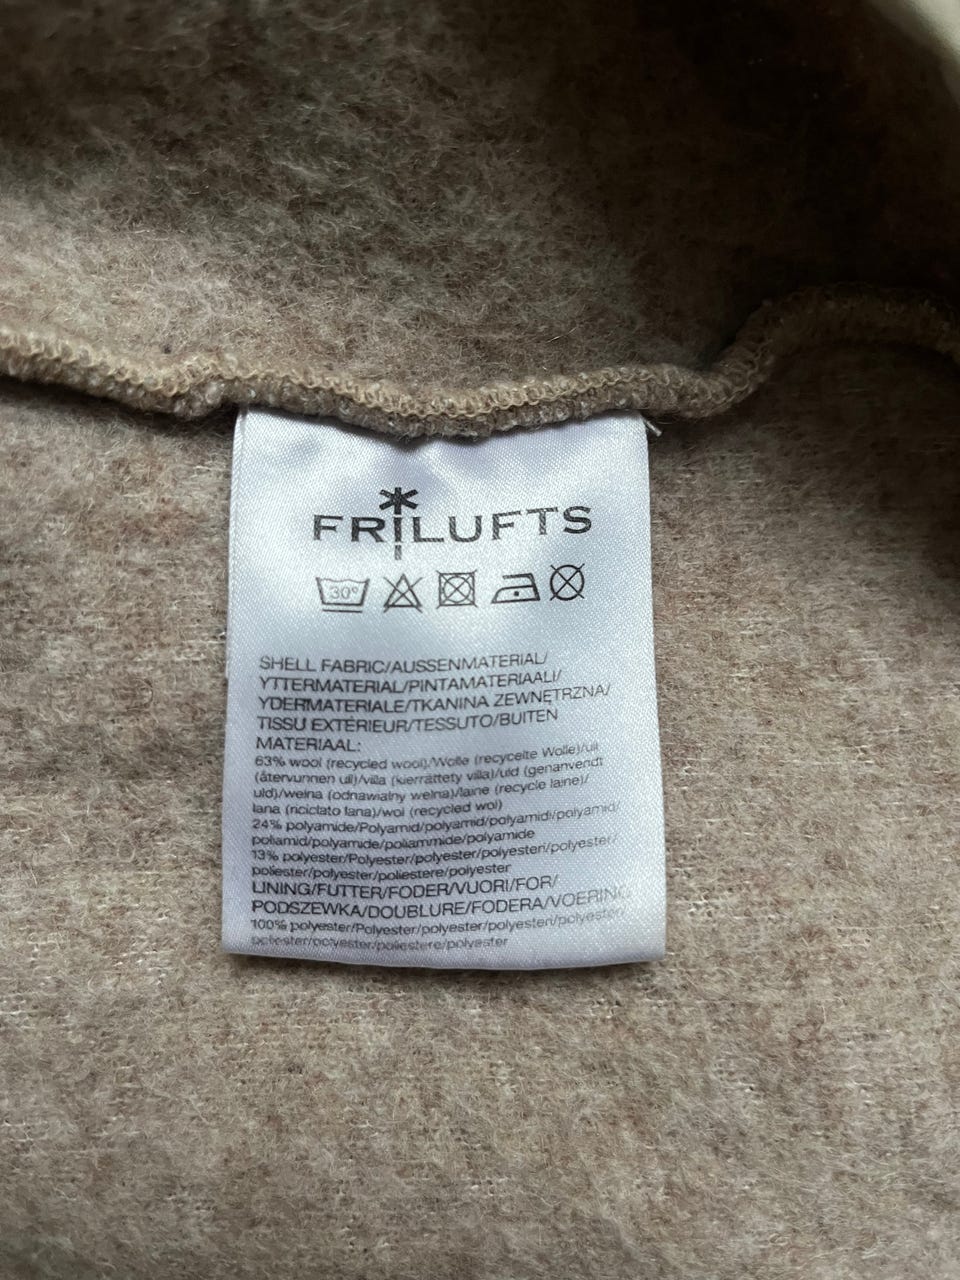 FRILUFTS
30°
SHELL FABRIC/AUSSENMATERIAL/
YTTERMATERIAL/PINTAMATERIAALI/
YDERMATERIALE/TKANINA ZEWNĘTRZNA/
TISSU EXTÉRIEUR/TESSUTO/BUITEN
MATERIAAL:
63% wool (recycled wool)/Wolle (recycelte Wolle)/ull
(återvunnen ull)/villa (kierrättety villa)/uld (genanvendt
uld)/wełna (odnawialny wełna)/laine (recycle laine)/
lana (riciclato lana)/wol (recycled wol)
24% polyamide/Polyamid/polyamid/polyamidi/polyamid/
poliamid/polyamide/poliammide/polyamide
13% polyester/Polyester/polyester/polyesteri/polyester/
poliester/polyester/poliestere/polyester
LINING/FUTTER/FODER/VUORI/FOR/
PODSZEWKA/DOUBLURE/FODERA/VOERING
100% polyester/Polyester/polyester/polyesteri/polyester/
poliester/polyester/poliestere/polyester